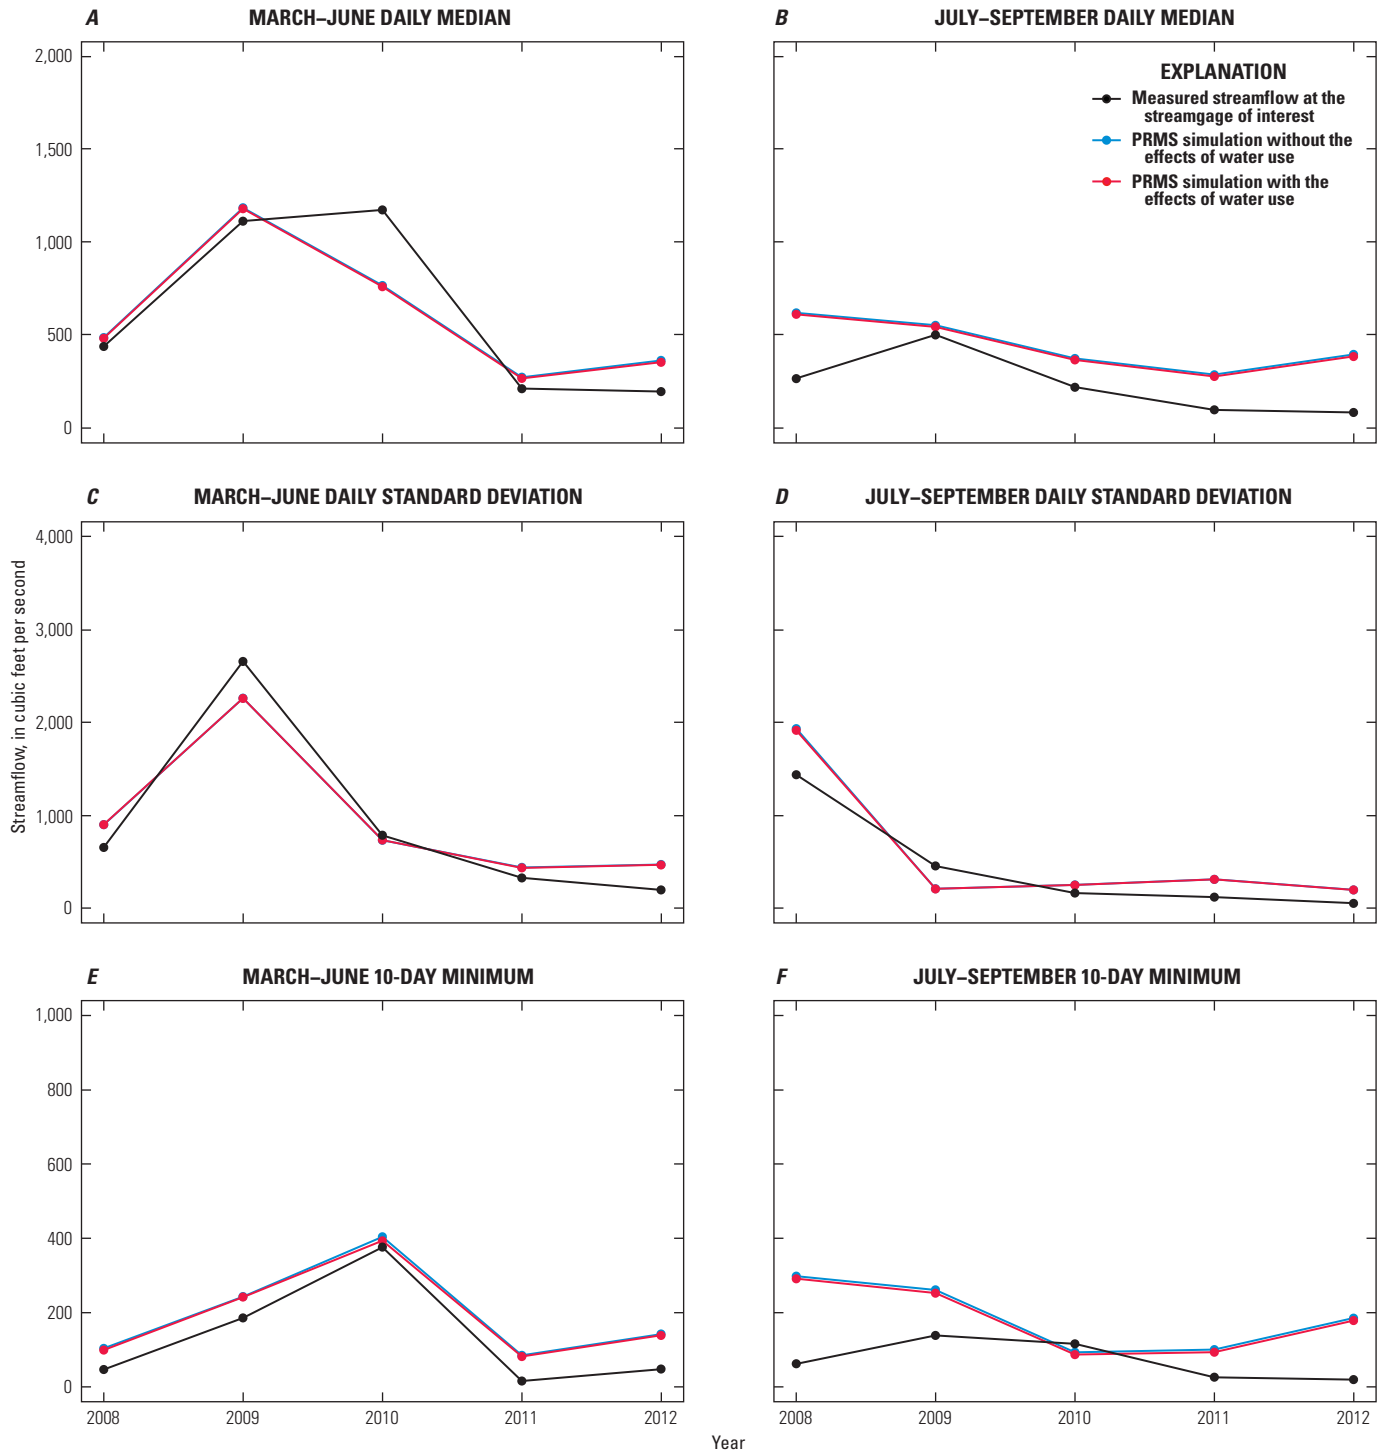 A MARCH–JUNE DAILY MEDIAN
B JULY–SEPTEMBER DAILY MEDIAN
2,000
1,500
1,000
500
0
EXPLANATION
Measured streamflow at the
streamgage of interest
PRMS simulation without the
effects of water use
PRMS simulation with the
effects of water use
C MARCH–JUNE DAILY STANDARD DEVIATION
D JULY–SEPTEMBER DAILY STANDARD DEVIATION
Streamflow, in cubic feet per second
4,000
3,000
2,000
1,000
0
E MARCH–JUNE 10-DAY MINIMUM
F JULY–SEPTEMBER 10-DAY MINIMUM
1,000
800
600
400
200
0
2008 2009 2010 2011 2012
2008 2009 2010 2011 2012
Year